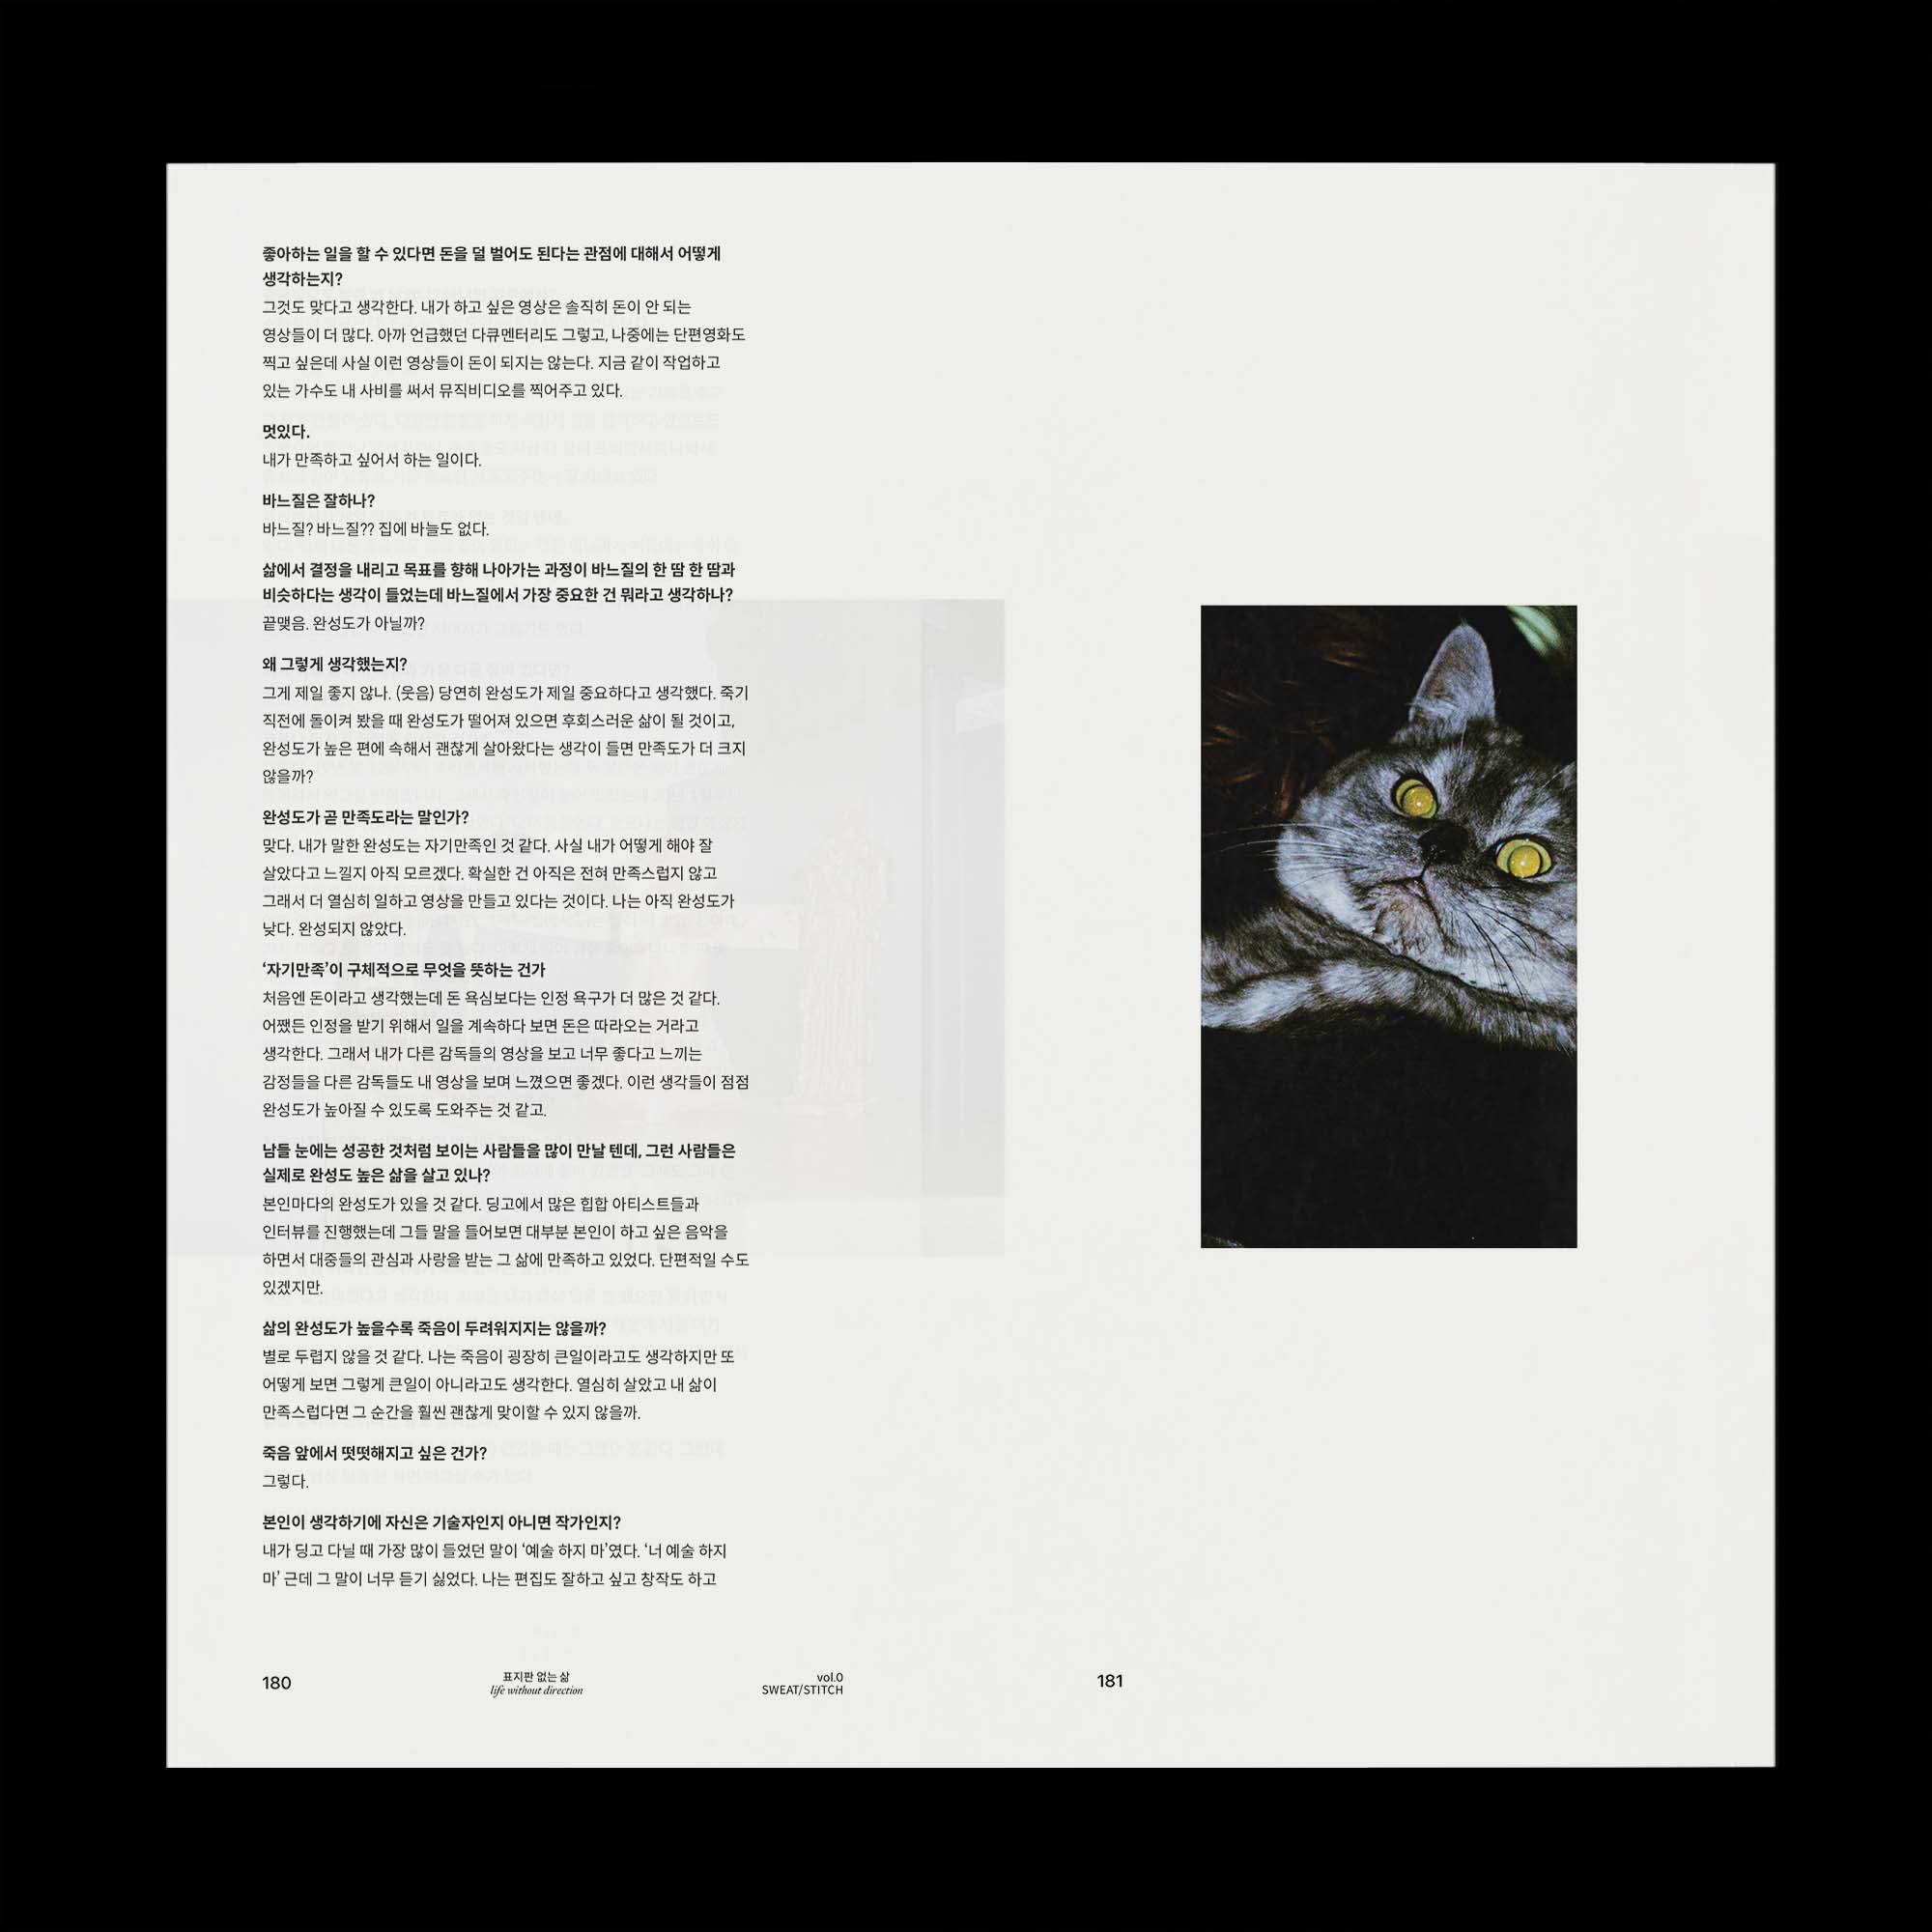 좋아하는 일을 할 수 있다면 돈을 덜 벌어도 된다는 관점에 대해서 어떻게
생각하는지?
그것도 맞다고 생각한다. 내가 하고 싶은 영상은 솔직히 돈이 안 되는
영상들이 더 많다. 아까 언급했던 다큐멘터리도 그렇고, 나중에는 단편영화도
찍고 싶은데 사실 이런 영상들이 돈이 되지는 않는다. 지금 같이 작업하고
있는 가수도 내 사비를 써서 뮤직비디오를 찍어주고 있다.
멋있다.
내가 만족하고 싶어서 하는 일이다.
바느질은 잘하나?
바느질? 바느질?? 집에 바늘도 없다.
삶에서 결정을 내리고 목표를 향해 나아가는 과정이 바느질의 한 땀 한 땀과
비슷하다는 생각이 들었는데 바느질에서 가장 중요한 건 뭐라고 생각하나?
끝맺음. 완성도가 아닐까?
왜 그렇게 생각했는지?
그게 제일 좋지 않나. (웃음) 당연히 완성도가 제일 중요하다고 생각했다. 죽기
직전에 돌이켜 봤을 때 완성도가 떨어져 있으면 후회스러운 삶이 될 것이고,
완성도가 높은 편에 속해서 괜찮게 살아왔다는 생각이 들면 만족도가 더 크지
않을까?
완성도가 곧 만족도라는 말인가?
맞다. 내가 말한 완성도는 자기만족인 것 같다. 사실 내가 어떻게 해야 잘
살았다고 느낄지 아직 모르겠다. 확실한 건 아직은 전혀 만족스럽지 않고
그래서 더 열심히 일하고 영상을 만들고 있다는 것이다. 나는 아직 완성도가
낮다. 완성되지 않았다.
‘자기만족’이 구체적으로 무엇을 뜻하는 건가
처음엔 돈이라고 생각했는데 돈 욕심보다는 인정 욕구가 더 많은 것 같다.
어쨌든 인정을 받기 위해서 일을 계속하다 보면 돈은 따라오는 거라고
생각한다. 그래서 내가 다른 감독들의 영상을 보고 너무 좋다고 느끼는
감정들을 다른 감독들도 내 영상을 보며 느꼈으면 좋겠다. 이런 생각들이 점점
완성도가 높아질 수 있도록 도와주는 것 같고.
남들 눈에는 성공한 것처럼 보이는 사람들을 많이 만날 텐데, 그런 사람들은
실제로 완성도 높은 삶을 살고 있나?
본인마다의 완성도가 있을 것 같다. 딩고에서 많은 힙합 아티스트들과
인터뷰를 진행했는데 그들 말을 들어보면 대부분 본인이 하고 싶은 음악을
하면서 대중들의 관심과 사랑을 받는 그 삶에 만족하고 있었다. 단편적일 수도
있겠지만.
삶의 완성도가 높을수록 죽음이 두려워지지는 않을까?
별로 두렵지 않을 것 같다. 나는 죽음이 굉장히 큰일이라고도 생각하지만 또
어떻게 보면 그렇게 큰일이 아니라고도 생각한다. 열심히 살았고 내 삶이
만족스럽다면 그 순간을 훨씬 괜찮게 맞이할 수 있지 않을까.
죽음 앞에서 떳떳해지고 싶은 건가?
그렇다.
본인이 생각하기에 자신은 기술자인지 아니면 작가인지?
내가 딩고 다닐 때 가장 많이 들었던 말이 ‘예술 하지 마’였다. ‘너 예술 하지
마’ 근데 그 말이 너무 듣기 싫었다. 나는 편집도 잘하고 싶고 창작도 하고
180
표지판 없는 삶
life without direction
vol.0
SWEAT/STITCH
181